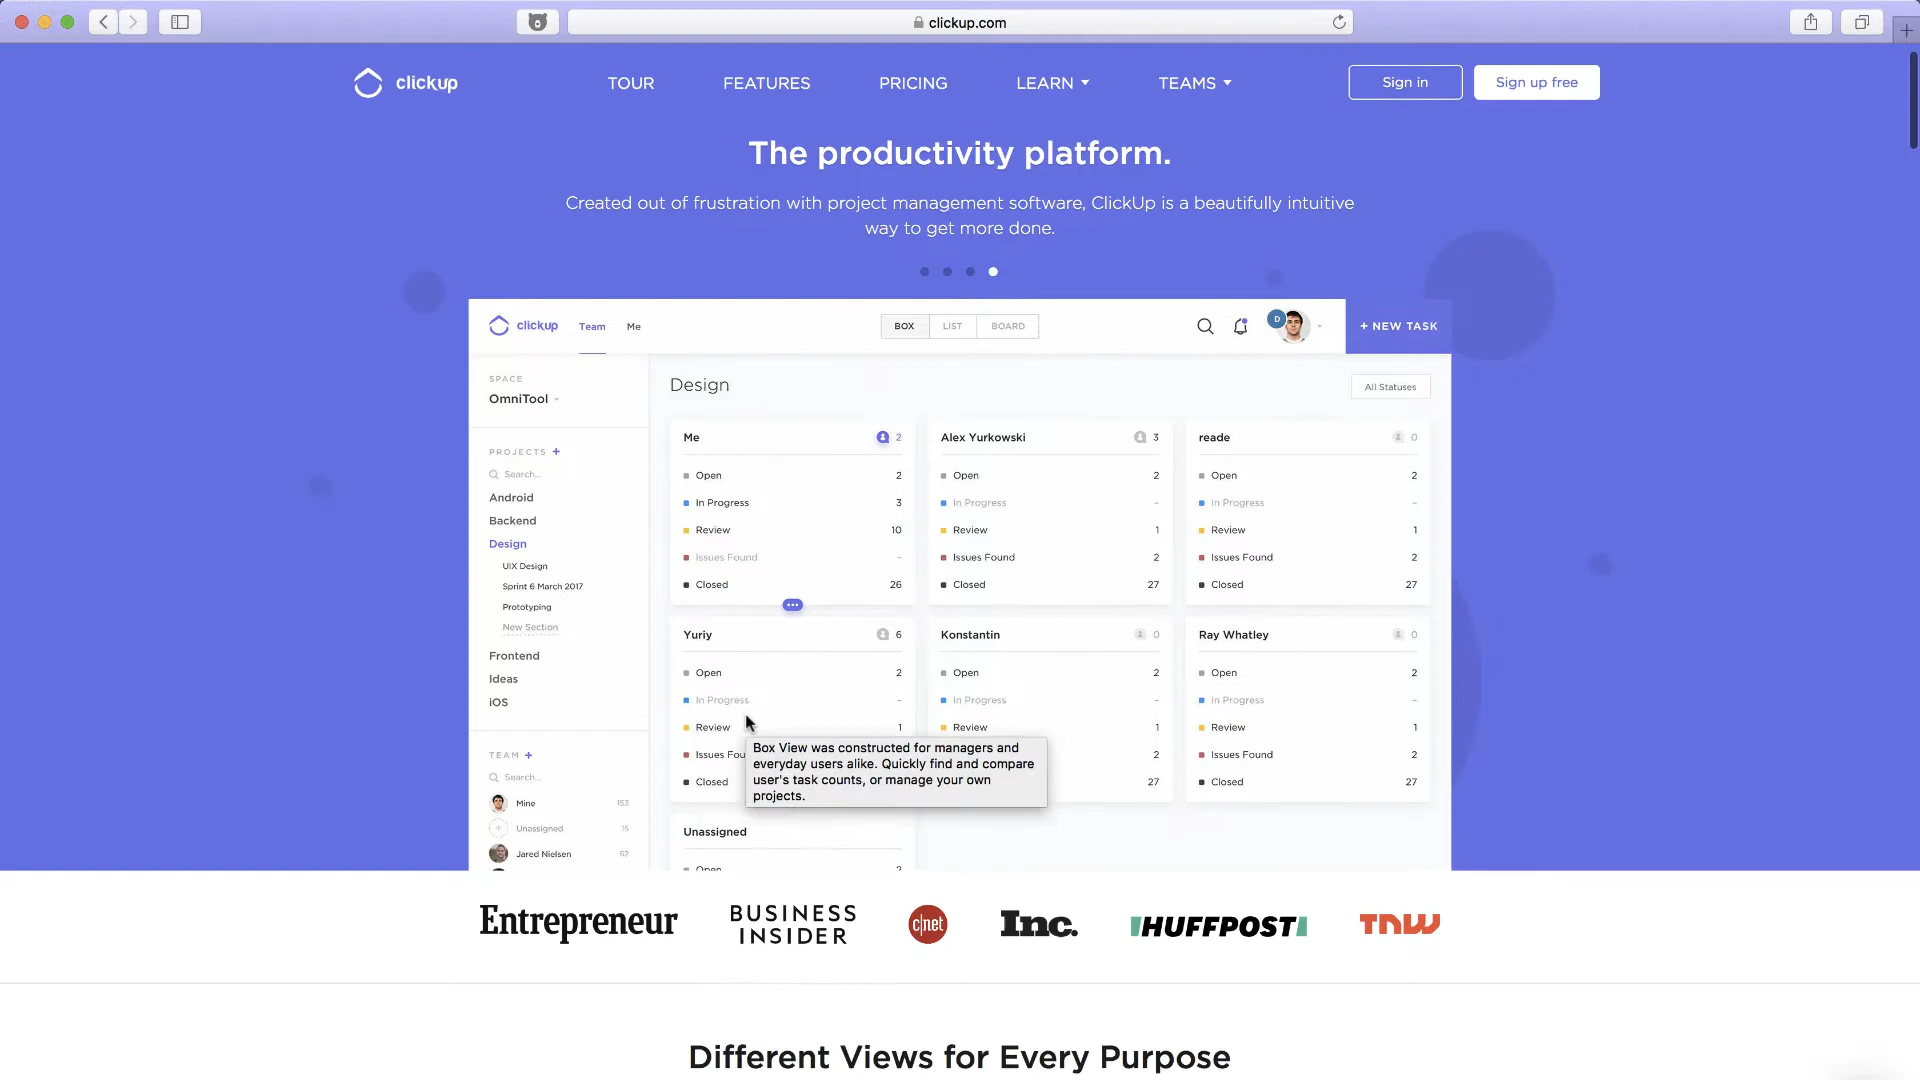 clickup.com
clickup
TOUR
FEATURES
PRICING
LEARN
TEAMS
Sign in
Sign up free
The productivity platform.
Created out of frustration with project management software, ClickUp is a beautifully intuitive
way to get more done.
clickup
Team
Me
BOX
LIST
BOARD
D
+ NEW TASK
SPACE
OmniTool
PROJECTS +
Search...
Android
Backend
Design
UIX Design
Sprint 6 March 2017
Prototyping
New Section
Frontend
Ideas
iOS
TEAM +
Search...
Mine 153
Unassigned 15
Jared Nielsen 62
Design
All Statuses
Me 2
Open 2
In Progress 3
Review 10
Issues Found –
Closed 26
Alex Yurkowski 3
Open 2
In Progress –
Review 1
Issues Found 2
Closed 27
reade 0
Open 2
In Progress –
Review 1
Issues Found 2
Closed 27
Yuriy 6
Open 2
In Progress –
Review 1
Issues Fou
Closed
Konstantin 0
Open 2
In Progress –
Review 1
2
27
Ray Whatley 0
Open 2
In Progress –
Review 1
Issues Found 2
Closed 27
Box View was constructed for managers and
everyday users alike. Quickly find and compare
user's task counts, or manage your own
projects.
Unassigned
Open 2
Entrepreneur
BUSINESS
INSIDER
c|net
Inc.
HUFFPOST
TNW
Different Views for Every Purpose